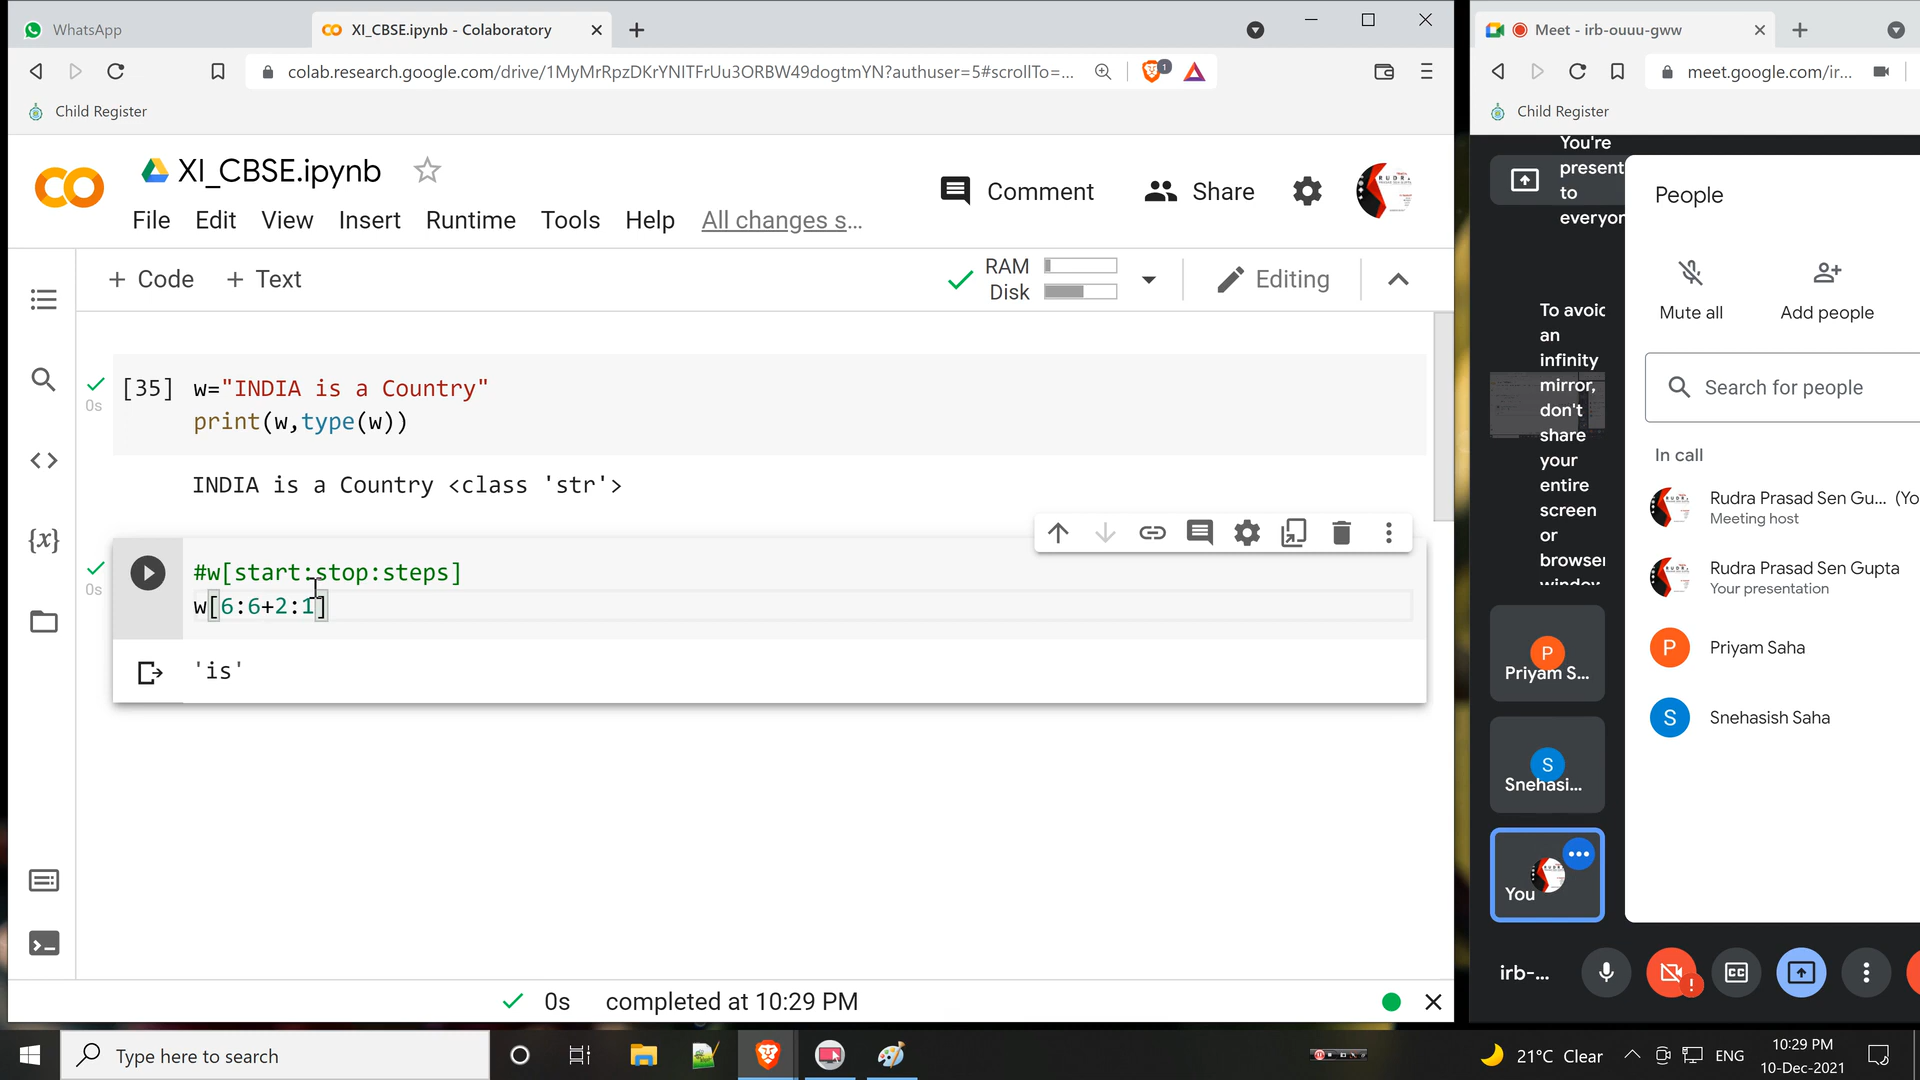 WhatsApp
XI_CBSE.ipynb - Colaboratory
colab.research.google.com/drive/1MyMrRpzDKrYNITFrUu3ORBW49dogtmYN?authuser=5#scrollTo=...
1
Child Register
XI_CBSE.ipynb
Comment
Share
File
Edit
View
Insert
Runtime
Tools
Help
All changes s...
+ Code
+ Text
RAM
Disk
Editing
0s
[35]
w="INDIA is a Country"
print(w,type(w))
INDIA is a Country <class 'str'>
0s
#w[start:stop:steps]
w[6:6+2:1]
'is'
{x}
0s
completed at 10:29 PM
Meet - irb-ouuu-gww
meet.google.com/ir...
Child Register
You're
present
to
everyon
To avoid
an
infinity
mirror,
don't
share
your
entire
screen
or
browser
window
People
Mute all
Add people
Search for people
In call
Rudra Prasad Sen Gu... (Yo
Meeting host
Rudra Prasad Sen Gupta
Your presentation
P
Priyam Saha
S
Snehasish Saha
P
Priyam S...
S
Snehasi...
You
irb-...
CC
Type here to search
21°C Clear
ENG
10:29 PM
10-Dec-2021